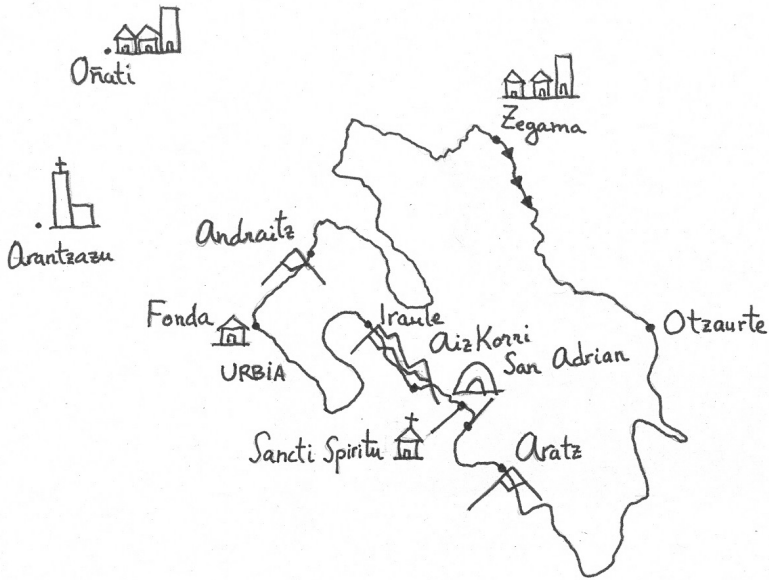 Oñati
Zegama
Arantzazu
Andraitz
Fonda
URBIA
Iraule
Aizkorri
San Adrian
Otzaurte
Sancti Spiritu
Aratz